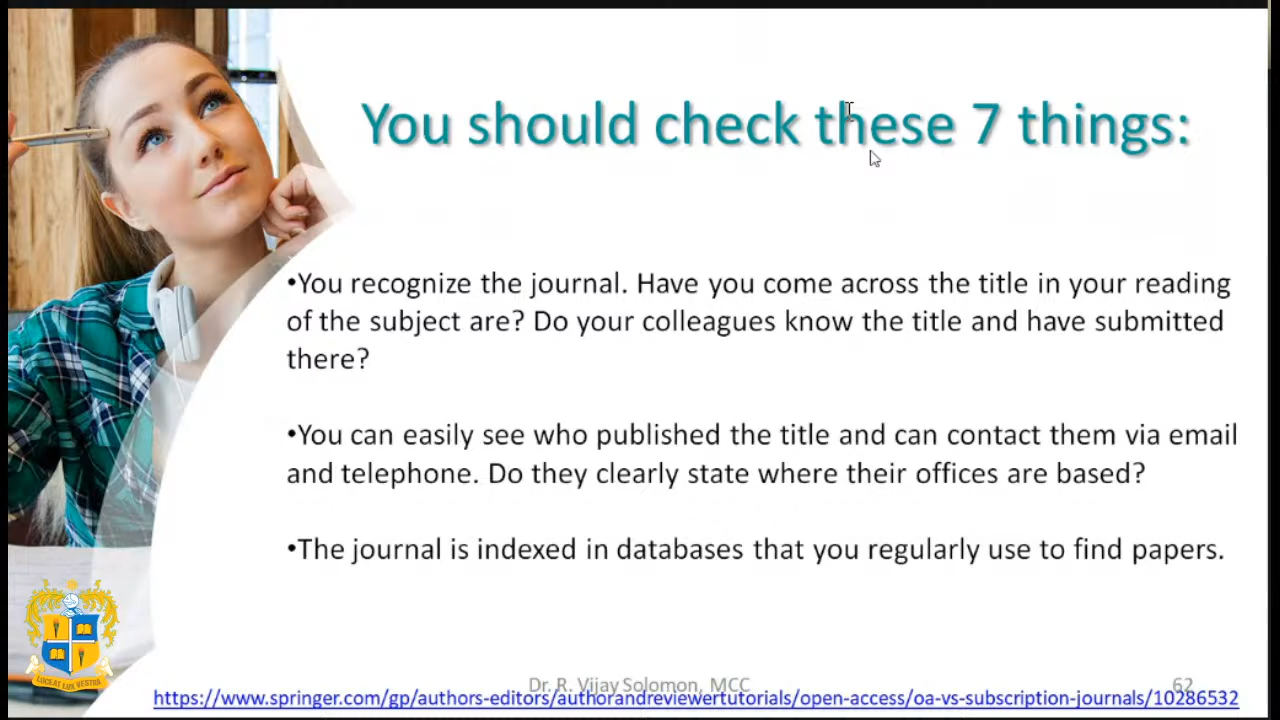 You should check these 7 things:
•You recognize the journal. Have you come across the title in your reading
of the subject are? Do your colleagues know the title and have submitted
there?
•You can easily see who published the title and can contact them via email
and telephone. Do they clearly state where their offices are based?
•The journal is indexed in databases that you regularly use to find papers.
LUCEAT LUX VESTRA
Dr. R. Vijay Solomon, MCC
62
https://www.springer.com/gp/authors-editors/authorandreviewertutorials/open-access/oa-vs-subscription-journals/10286532